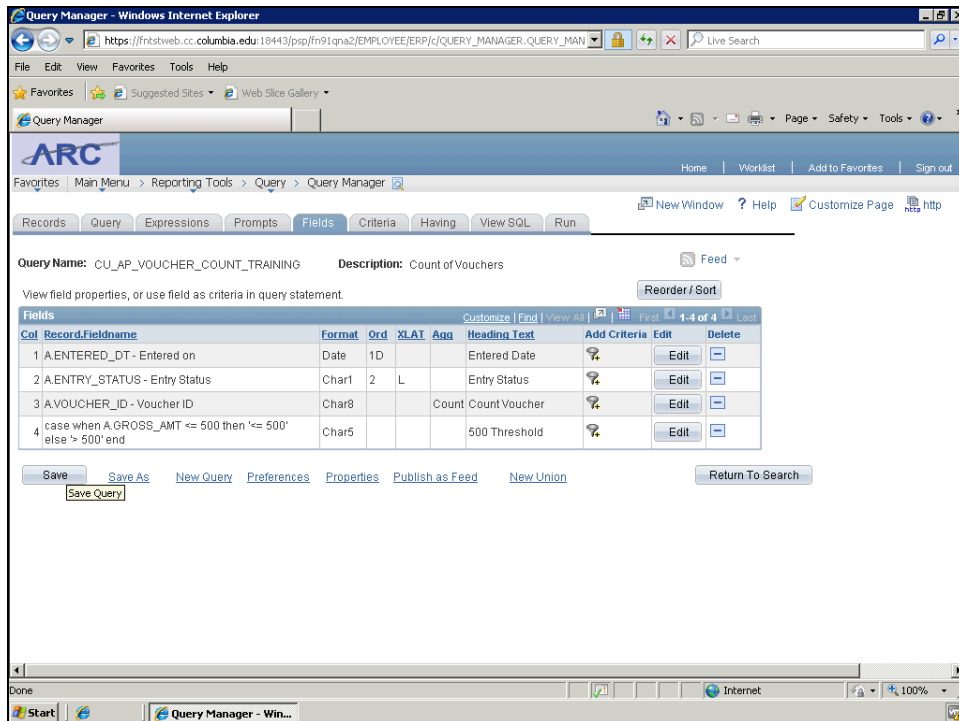 Query Manager - Windows Internet Explorer
https://fntstweb.cc.columbia.edu:18443/psp/fn91qna2/EMPLOYEE/ERP/c/QUERY_MANAGER.QUERY_MAN
Live Search
File Edit View Favorites Tools Help
Favorites Suggested Sites Web Slice Gallery
Query Manager Page Safety Tools
ARC
Home | Worklist | Add to Favorites | Sign out
Favorites Main Menu > Reporting Tools > Query > Query Manager
New Window ? Help Customize Page http
Records Query Expressions Prompts Fields Criteria Having View SQL Run
Query Name: CU_AP_VOUCHER_COUNT_TRAINING Description: Count of Vouchers Feed
View field properties, or use field as criteria in query statement. Reorder / Sort
Fields Customize | Find | View All | First 1-4 of 4 Last
Col Record.Fieldname Format Ord XLAT Agg Heading Text Add Criteria Edit Delete
1 A.ENTERED_DT - Entered on Date 1D Entered Date Edit
2 A.ENTRY_STATUS - Entry Status Char1 2 L Entry Status Edit
3 A.VOUCHER_ID - Voucher ID Char8 Count Count Voucher Edit
4 case when A.GROSS_AMT <= 500 then '<= 500' else '> 500' end Char5 500 Threshold Edit
Save Save As New Query Preferences Properties Publish as Feed New Union Return To Search
Save Query
Done Internet 100%
Start Query Manager - Win...